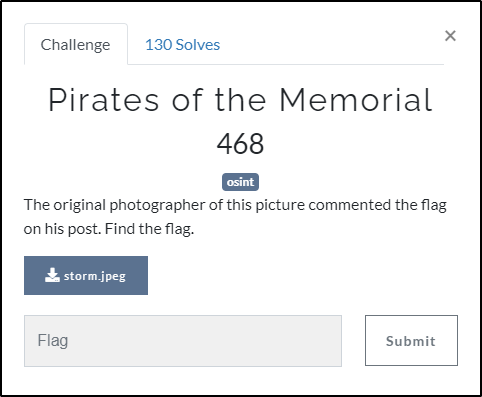 Challenge
130 Solves
×
Pirates of the Memorial
468
osint
The original photographer of this picture commented the flag
on his post. Find the flag.
storm.jpeg
Flag
Submit